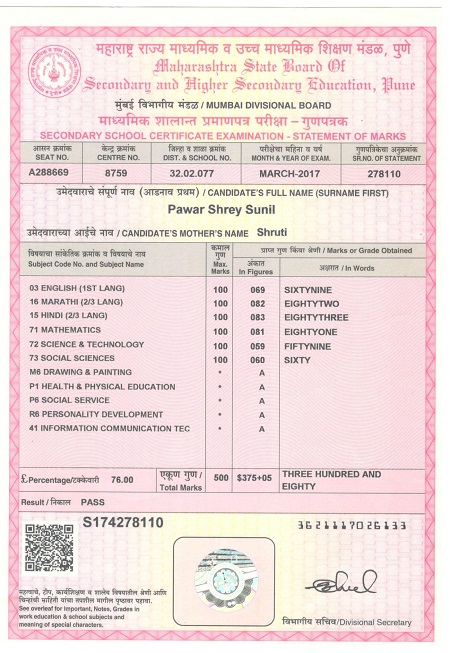 महाराष्ट्र राज्य माध्यमिक व उच्च माध्यमिक शिक्षण मंडळ, पुणे
Maharashtra State Board Of
Secondary and Higher Secondary Education, Pune
मुंबई विभागीय मंडळ / MUMBAI DIVISIONAL BOARD
माध्यमिक शालान्त प्रमाणपत्र परीक्षा – गुणपत्रक
SECONDARY SCHOOL CERTIFICATE EXAMINATION - STATEMENT OF MARKS
आसन क्रमांक केन्द्र क्रमांक जिल्हा व शाळा क्रमांक परीक्षेचा महिना व वर्ष गुणपत्रिकेचा अनुक्रमांक
SEAT NO. CENTRE NO. DIST. & SCHOOL NO. MONTH & YEAR OF EXAM. SR.NO. OF STATEMENT
A288669 8759 32.02.077 MARCH-2017 278110
उमेदवाराचे संपूर्ण नाव (आडनाव प्रथम) / CANDIDATE'S FULL NAME (SURNAME FIRST)
Pawar Shrey Sunil
उमेदवाराच्या आईचे नाव / CANDIDATE'S MOTHER'S NAME Shruti
विषयाचा सांकेतिक क्रमांक व विषयाचे नाव
Subject Code No. and Subject Name
कमाल गुण Max. Marks
प्राप्त गुण किंवा श्रेणी / Marks or Grade Obtained
अंकात In Figures अक्षरात / In Words
03 ENGLISH (1ST LANG) 100 069 SIXTYNINE
16 MARATHI (2/3 LANG) 100 082 EIGHTYTWO
15 HINDI (2/3 LANG) 100 083 EIGHTYTHREE
71 MATHEMATICS 100 081 EIGHTYONE
72 SCIENCE & TECHNOLOGY 100 059 FIFTYNINE
73 SOCIAL SCIENCES 100 060 SIXTY
M6 DRAWING & PAINTING * A
P1 HEALTH & PHYSICAL EDUCATION * A
P6 SOCIAL SERVICE * A
R6 PERSONALITY DEVELOPMENT * A
41 INFORMATION COMMUNICATION TEC * A
£ Percentage/टक्केवारी 76.00 एकूण गुण / Total Marks 500 $375+05 THREE HUNDRED AND
EIGHTY
Result / निकाल PASS
S174278110
3621117026133
महत्वाचे, टीप, कार्यशिक्षण व शालेय विषयातील श्रेणी आणि
चिन्हांची माहिती यांचा तपशील मागील पृष्ठावर पहावा.
See overleaf for Important, Notes, Grades in
work education & school subjects and
meaning of special characters.
विभागीय सचिव/Divisional Secretary